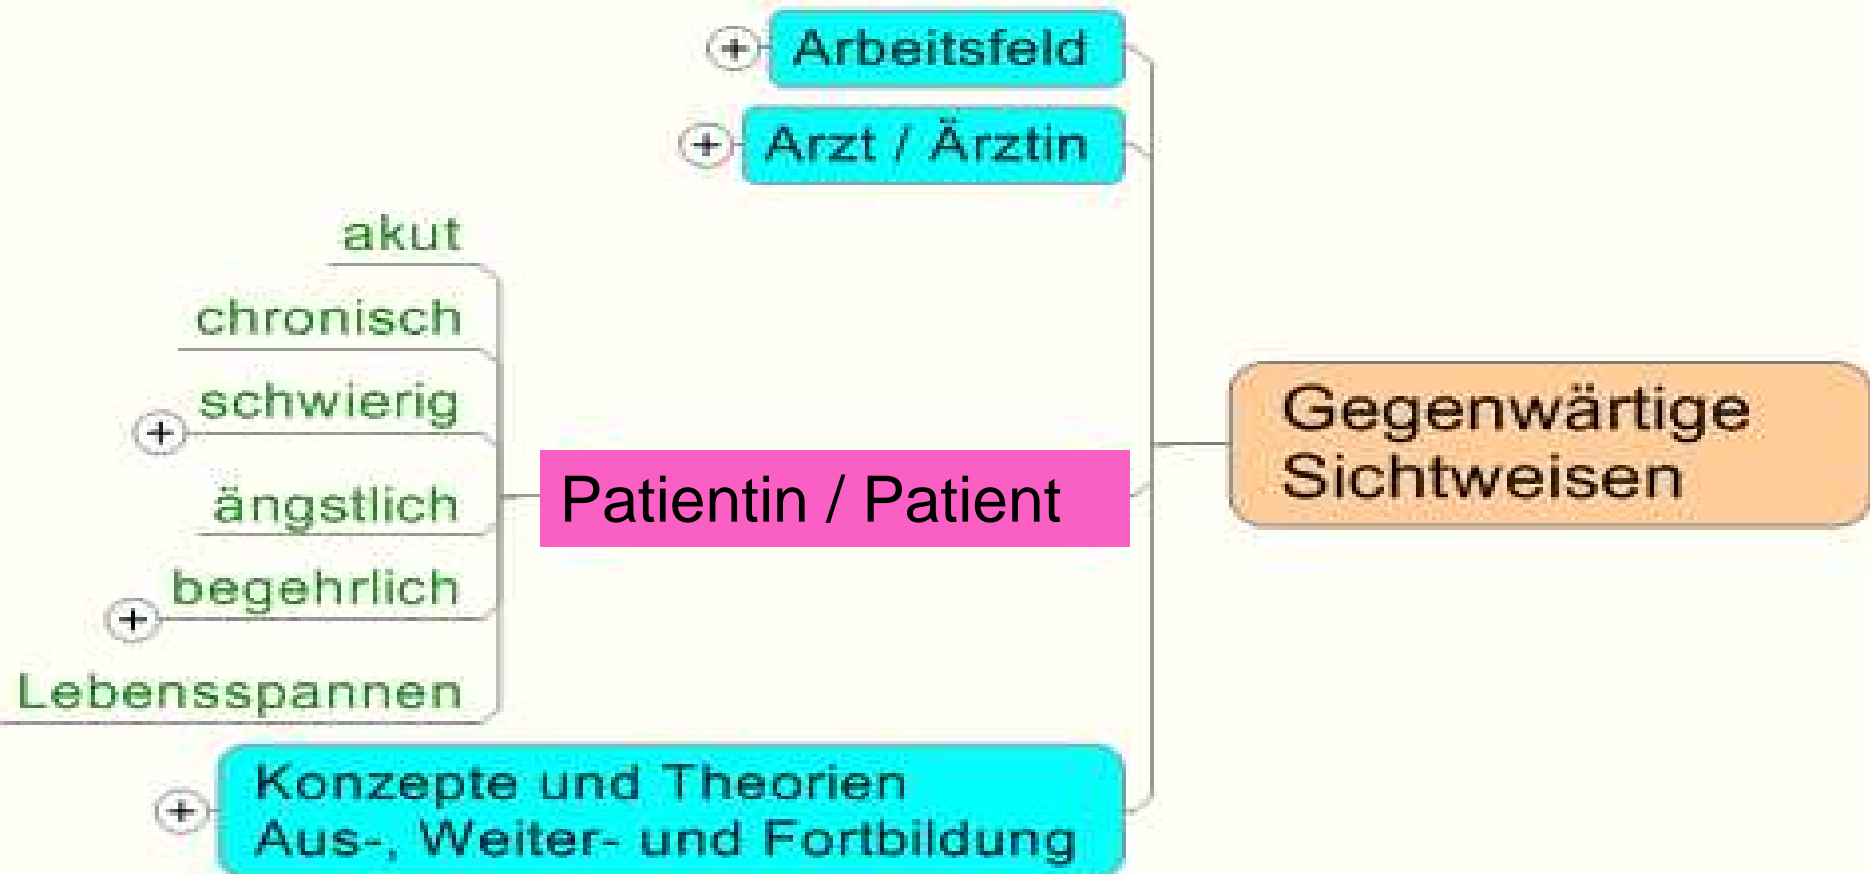 Arbeitsfeld
Arzt / Ärztin
akut
chronisch
schwierig
ängstlich
begehrlich
Lebensspannen
Patientin / Patient
Gegenwärtige
Sichtweisen
Konzepte und Theorien
Aus-, Weiter- und Fortbildung